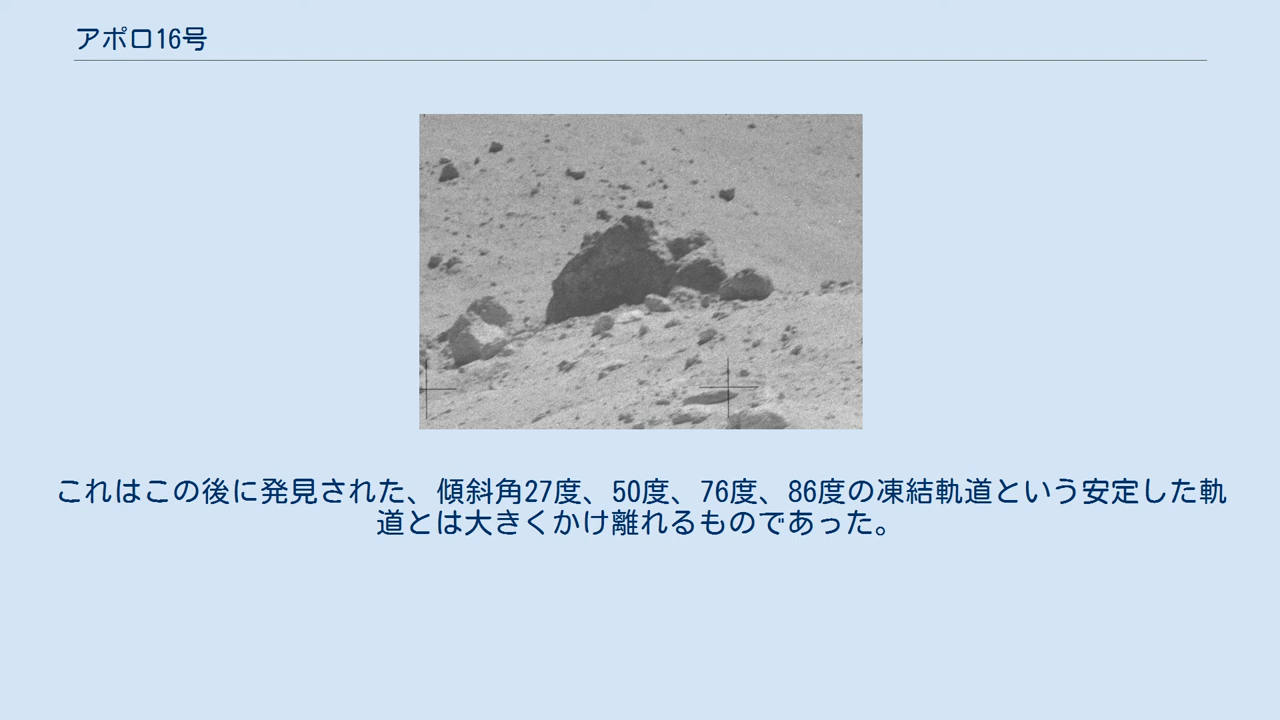 アポロ16号
これはこの後に発見された、傾斜角27度、50度、76度、86度の凍結軌道という安定した軌
道とは大きくかけ離れるものであった。